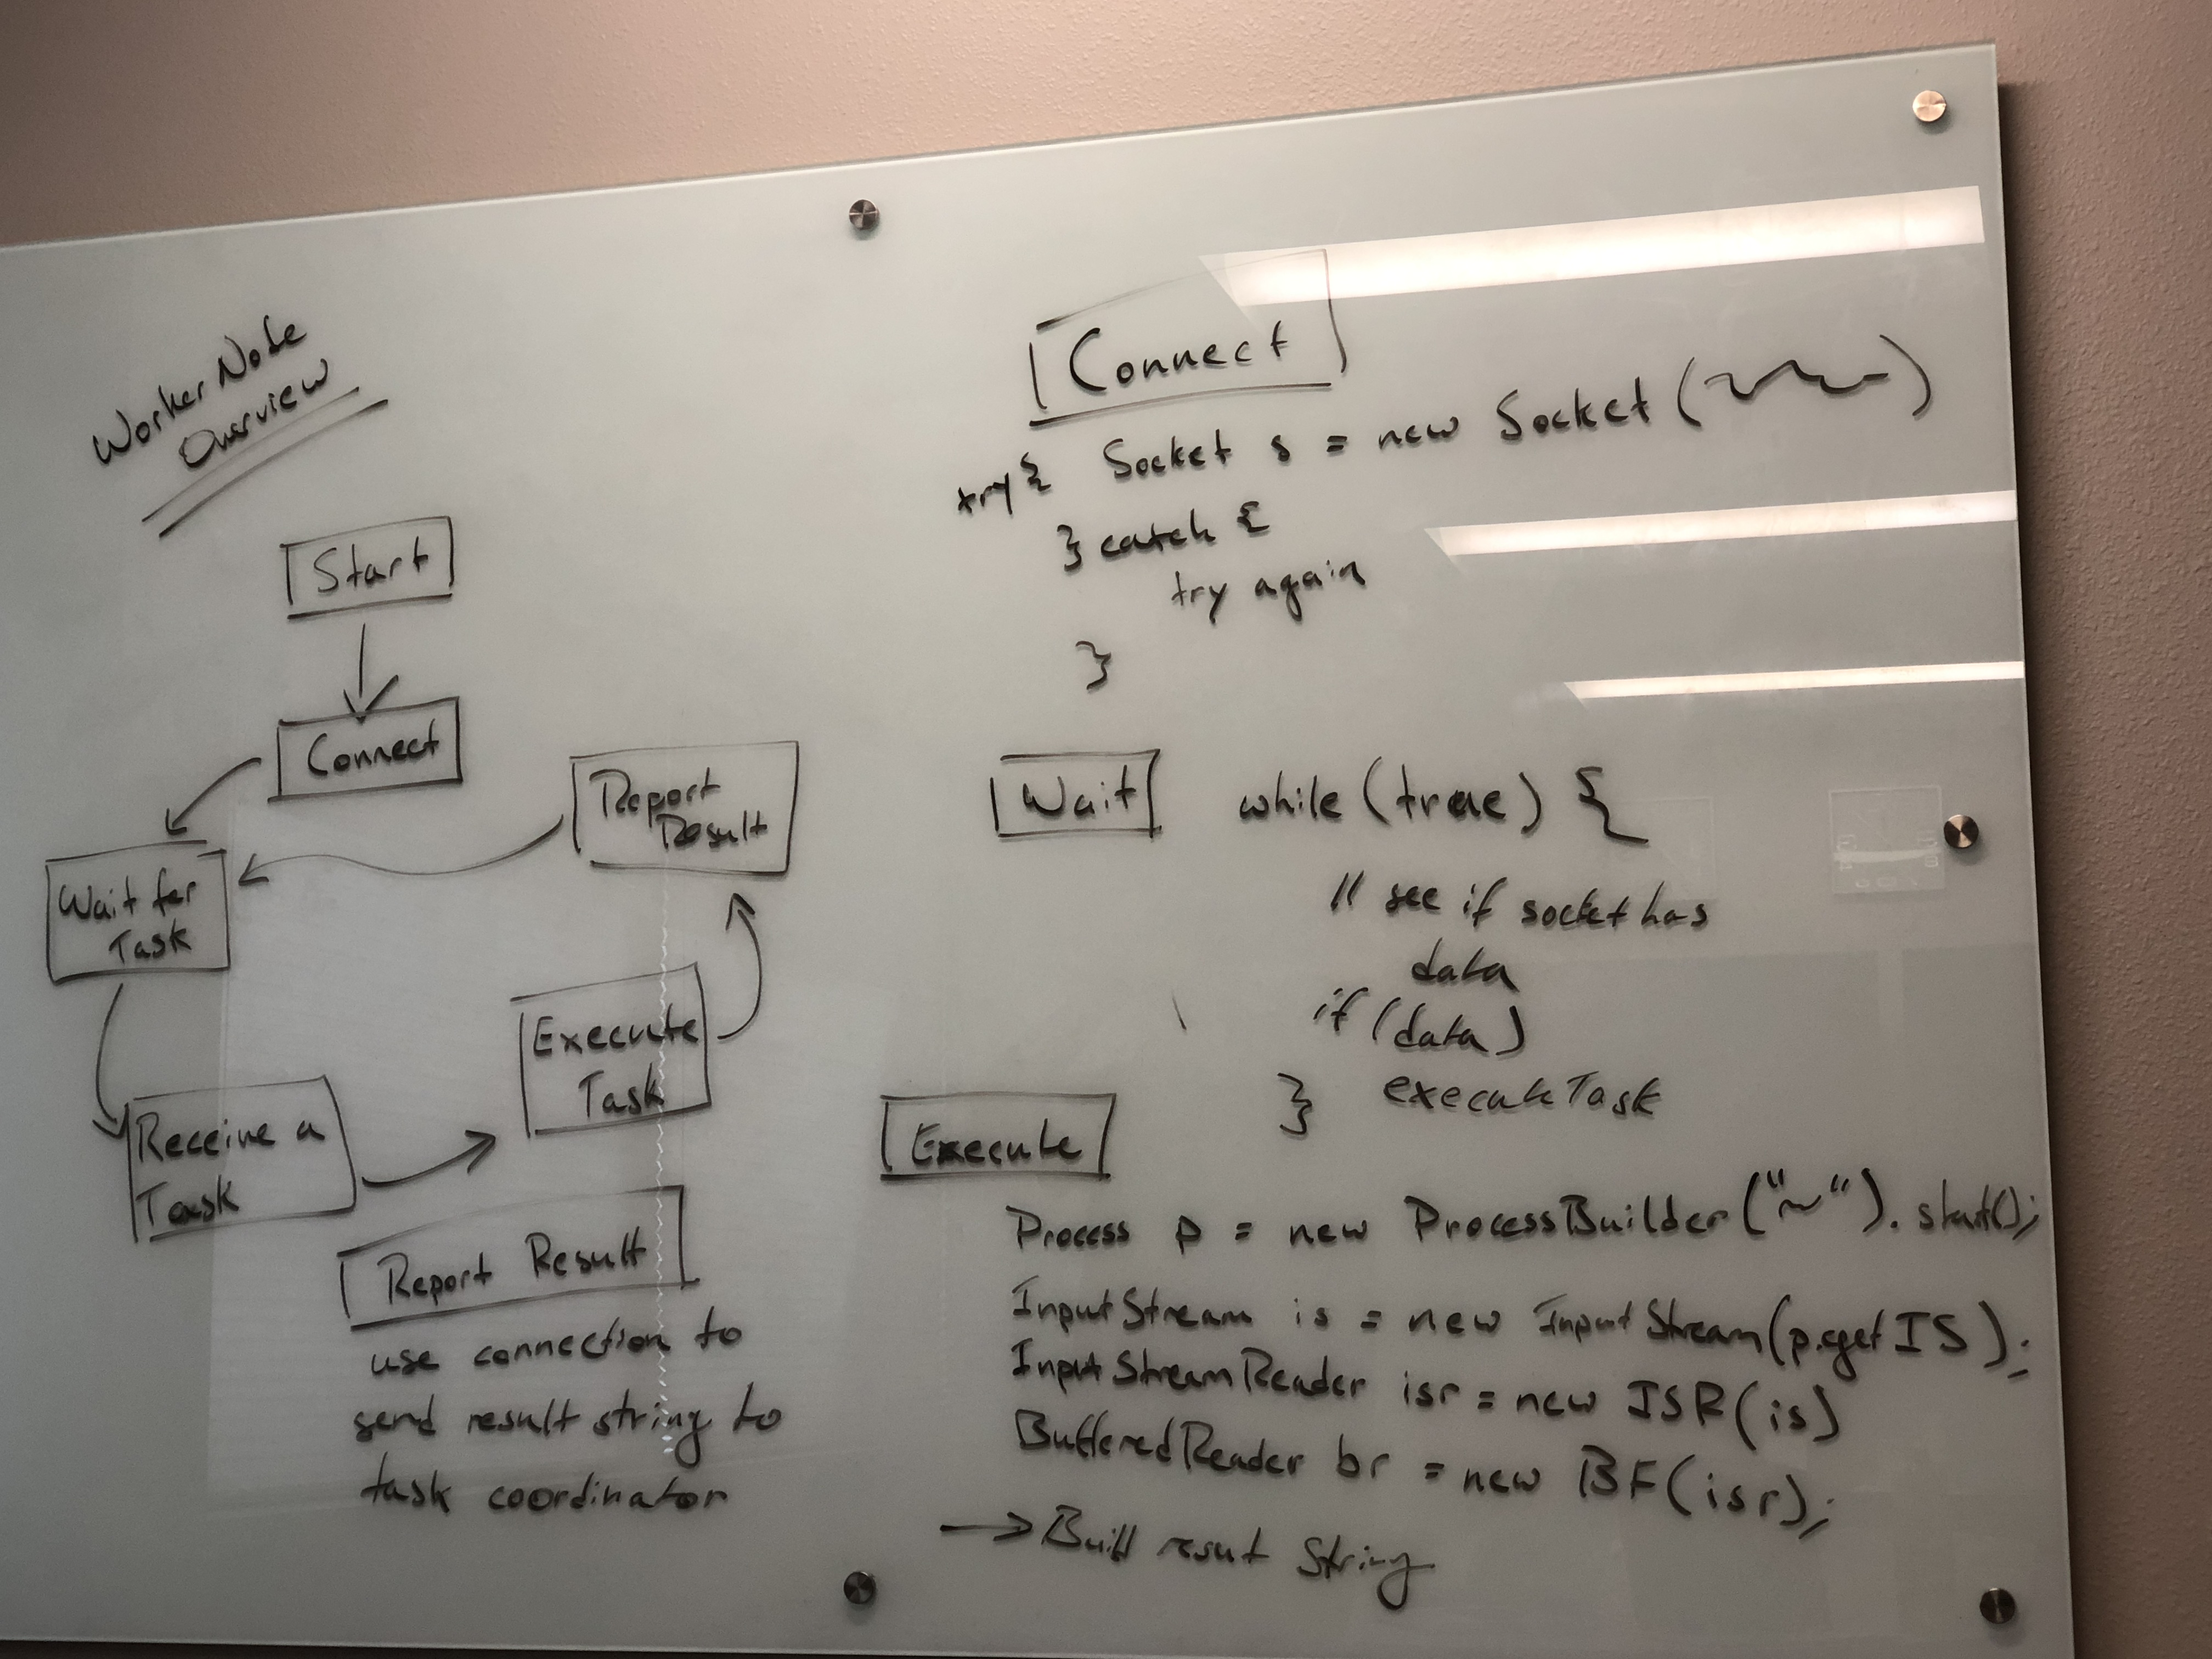 Worker Node
Overview
Start
Connect
Wait for
Task
Receive a
Task
Execute
Task
Report
Result
Report Result
use connection to
send result string to
task coordinator
Connect
try{ Socket s = new Socket (
} catch {
try again
}
Wait while (true) {
// see if socket has
data
if (data)
} executeTask
Execute
Process p = new ProcessBuilder ("~").start();
InputStream is = new InputStream(p.getIS);
InputStreamReader isr = new ISR(is)
BufferedReader br = new BF(isr);
→ Build result String